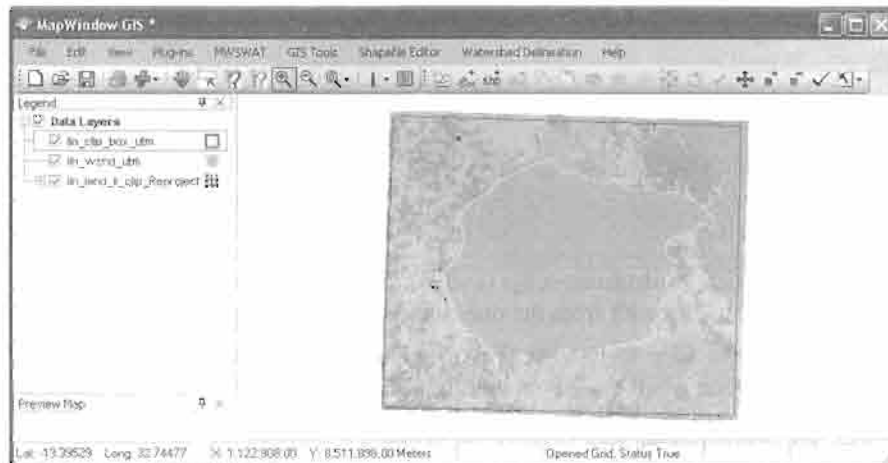 MapWindow GIS *
File Edit View Plug-ins MWSWAT GIS Tools Shapefile Editor Watershed Delineation Help
Legend
Data Layers
lin_clip_box_utm
lin_wshd_utm
Preview Map
Lat: -13.39529 Long: 32.74477 X: 1,122,908.00 Y: 8,511,898.00 Meters Opened Grid, Status True